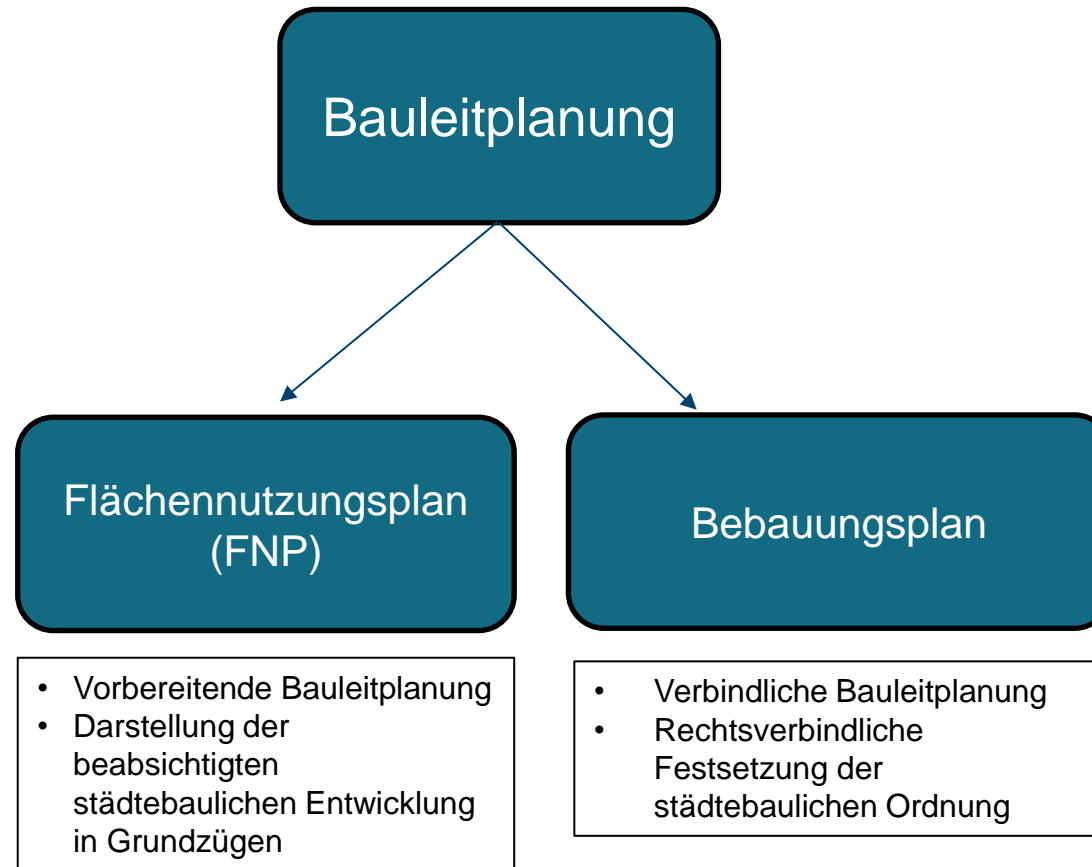 Bauleitplanung
Flächennutzungsplan
(FNP)
Bebauungsplan
• Vorbereitende Bauleitplanung
• Darstellung der
beabsichtigten
städtebaulichen Entwicklung
in Grundzügen
• Verbindliche Bauleitplanung
• Rechtsverbindliche
Festsetzung der
städtebaulichen Ordnung